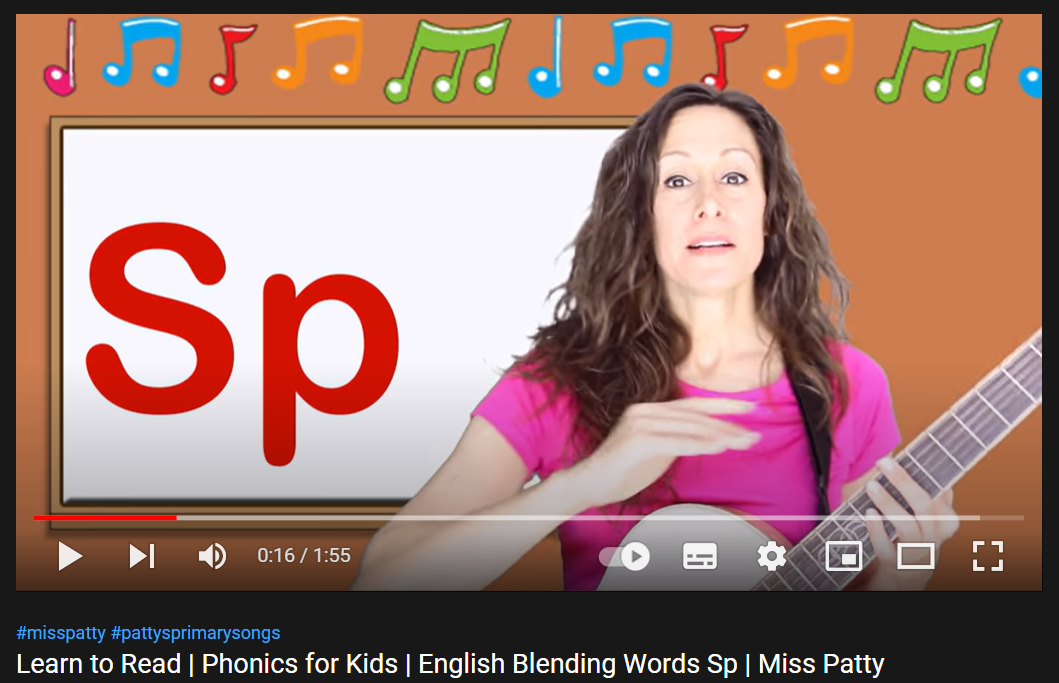 Sp
0:16 / 1:55
#misspatty #pattysprimarysongs
Learn to Read | Phonics for Kids | English Blending Words Sp | Miss Patty